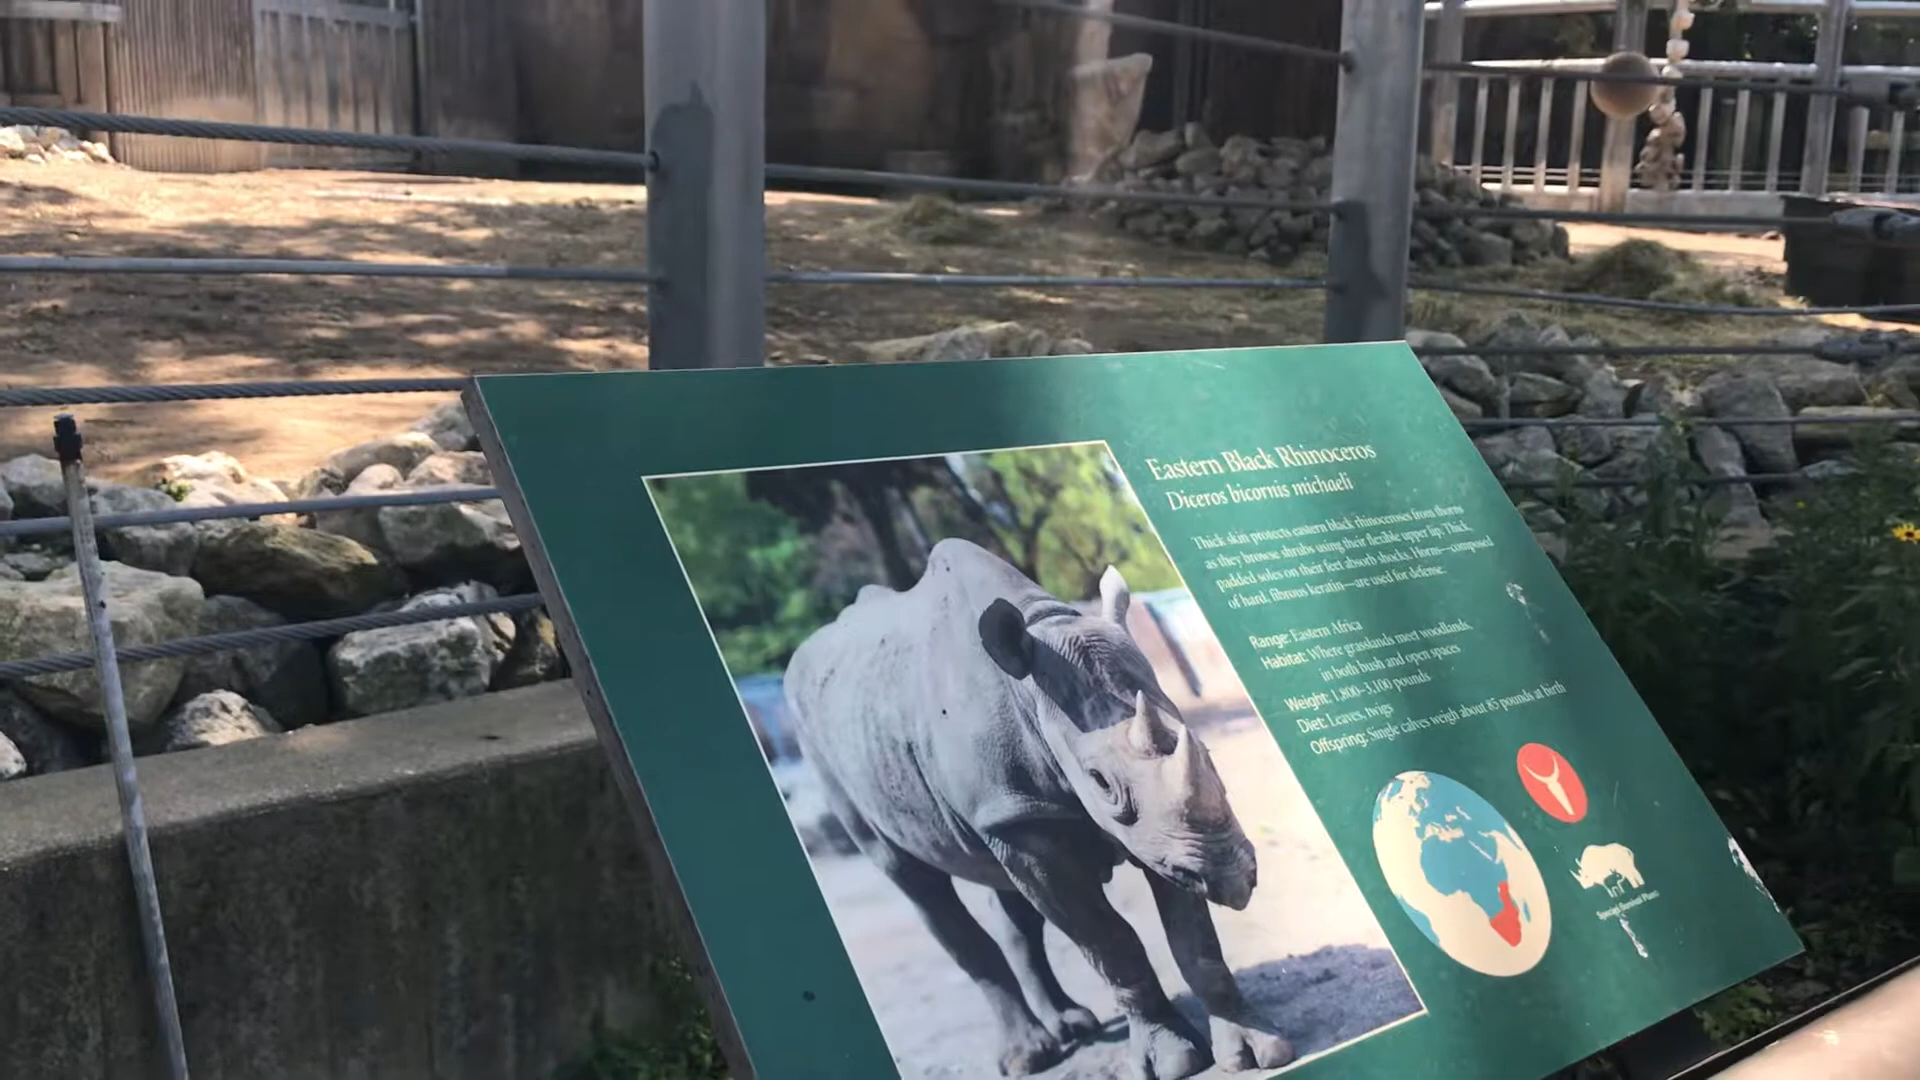 Eastern Black Rhinoceros
Diceros bicornis michaeli
Thick skin protects eastern black rhinoceroses from thorns
as they browse shrubs using their flexible upper lip. Thick,
padded soles on their feet absorb shocks. Horns—composed
of hard, fibrous keratin—are used for defense.
Range: Eastern Africa
Habitat: Where grasslands meet woodlands,
in both bush and open spaces
Weight: 1,800–3,100 pounds
Diet: Leaves, twigs
Offspring: Single calves weigh about 85 pounds at birth
Species Survival Plan®